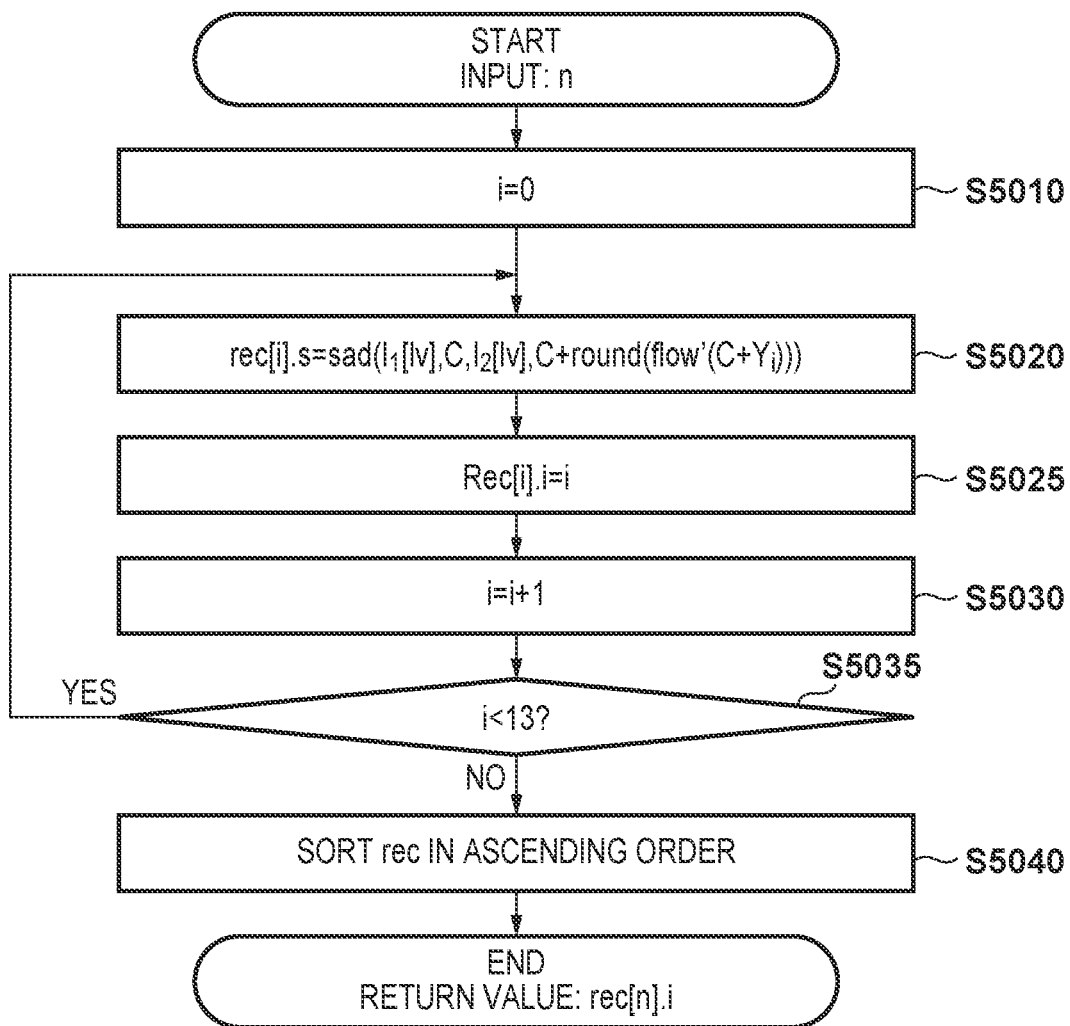 START
INPUT: n
i=0
S5010
rec[i].s=sad(I₁[lv],C,I₂[lv],C+round(flow'(C+Yᵢ)))
S5020
Rec[i].i=i
S5025
i=i+1
S5030
S5035
YES
i<13?
NO
SORT rec IN ASCENDING ORDER
S5040
END
RETURN VALUE: rec[n].i